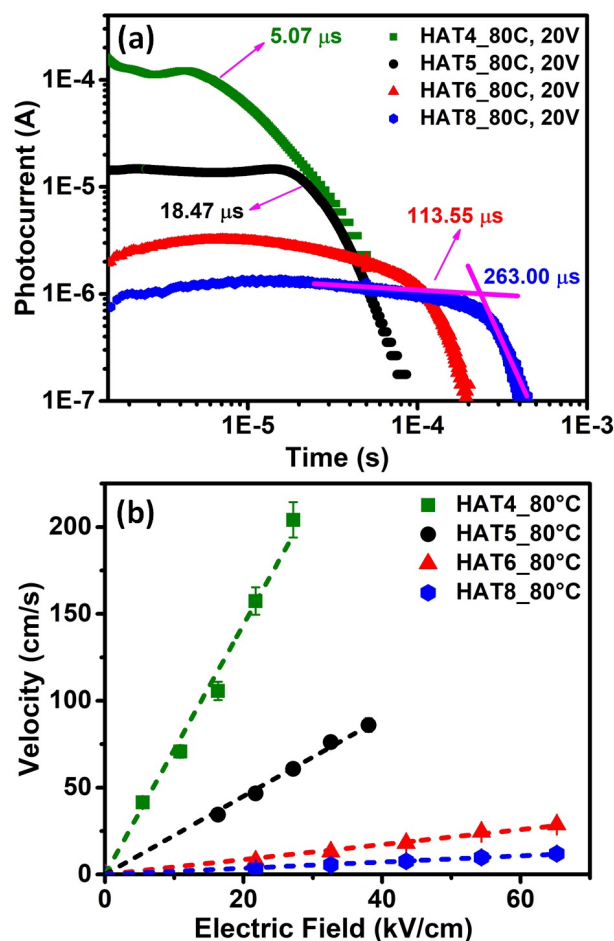 (a)
5.07 μs
HAT4_80C, 20V
HAT5_80C, 20V
HAT6_80C, 20V
HAT8_80C, 20V
1E-4
1E-5
1E-6
1E-7
Photocurrent (A)
18.47 μs
113.55 μs
263.00 μs
1E-5
1E-4
1E-3
Time (s)
(b)
HAT4_80°C
HAT5_80°C
HAT6_80°C
HAT8_80°C
200
150
100
50
0
Velocity (cm/s)
0
20
40
60
Electric Field (kV/cm)